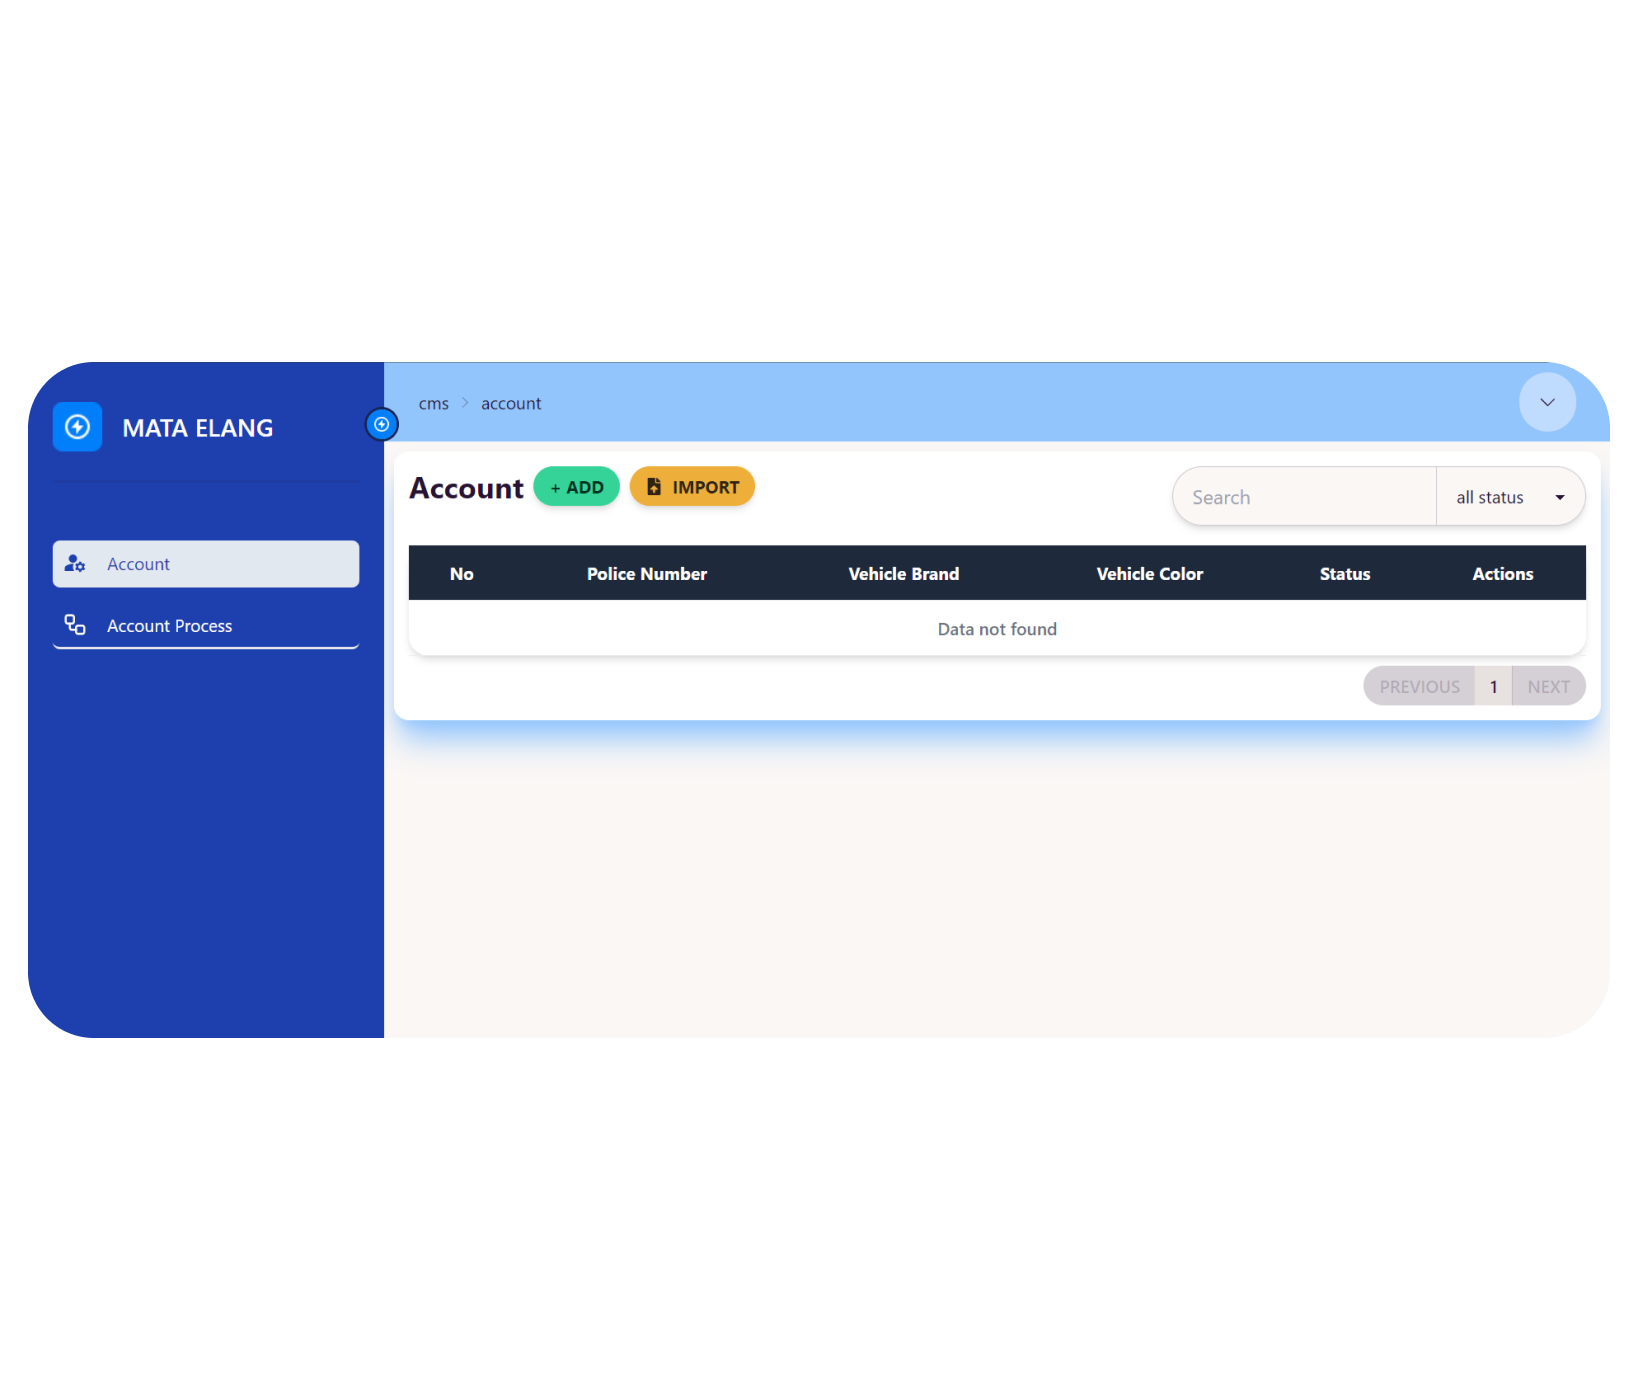 MATA ELANG
Account
Account Process
cms > account
Account + ADD IMPORT
Search all status
No Police Number Vehicle Brand Vehicle Color Status Actions
Data not found
PREVIOUS 1 NEXT